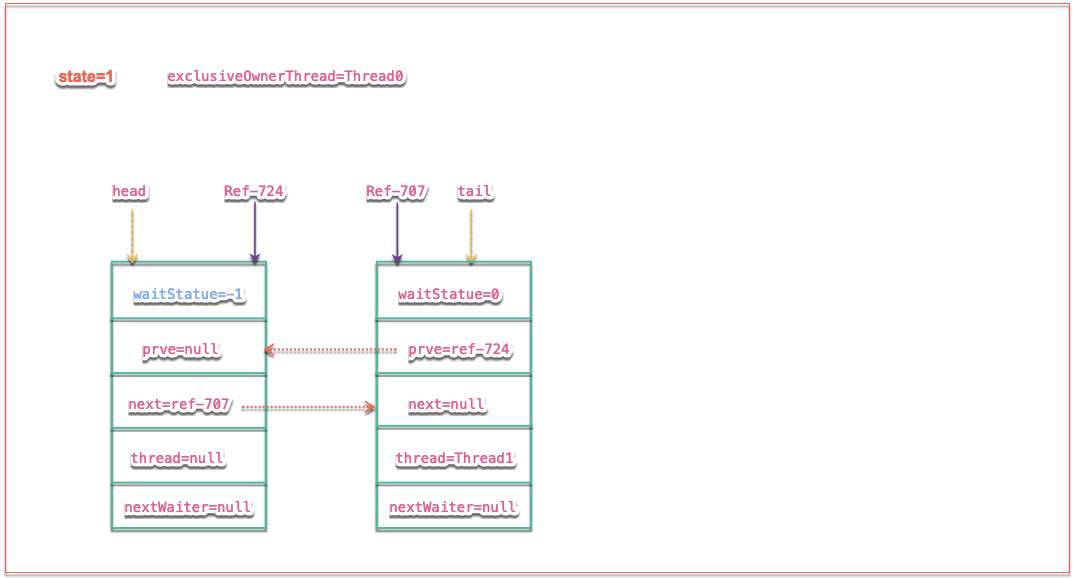 state=1 exclusiveOwnerThread=Thread0
head Ref-724 Ref-707 tail
waitStatue=-1 waitStatue=0
prve=null prve=ref-724
next=ref-707 next=null
thread=null thread=Thread1
nextWaiter=null nextWaiter=null